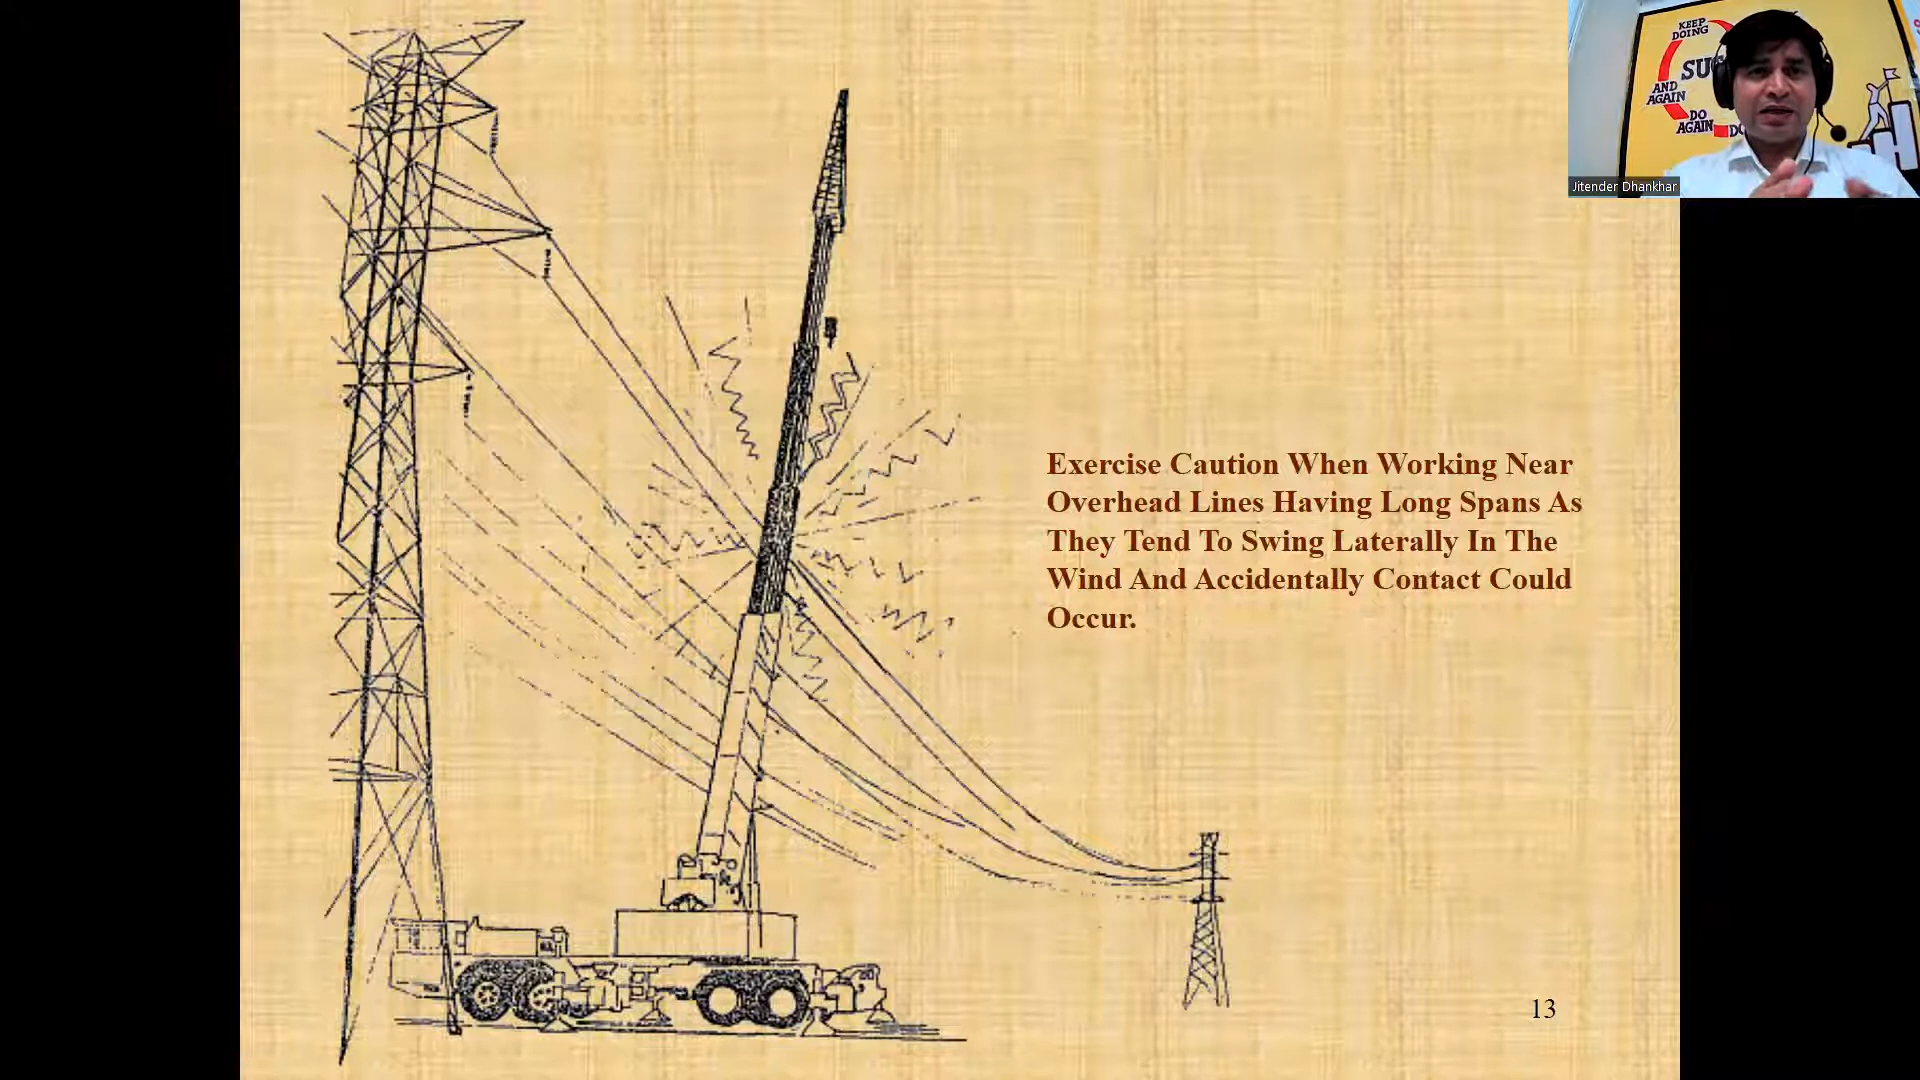 Exercise Caution When Working Near
Overhead Lines Having Long Spans As
They Tend To Swing Laterally In The
Wind And Accidentally Contact Could
Occur.
13
KEEP
DOING
AND
AGAIN
DO
AGAIN
Jitender Dhankhar